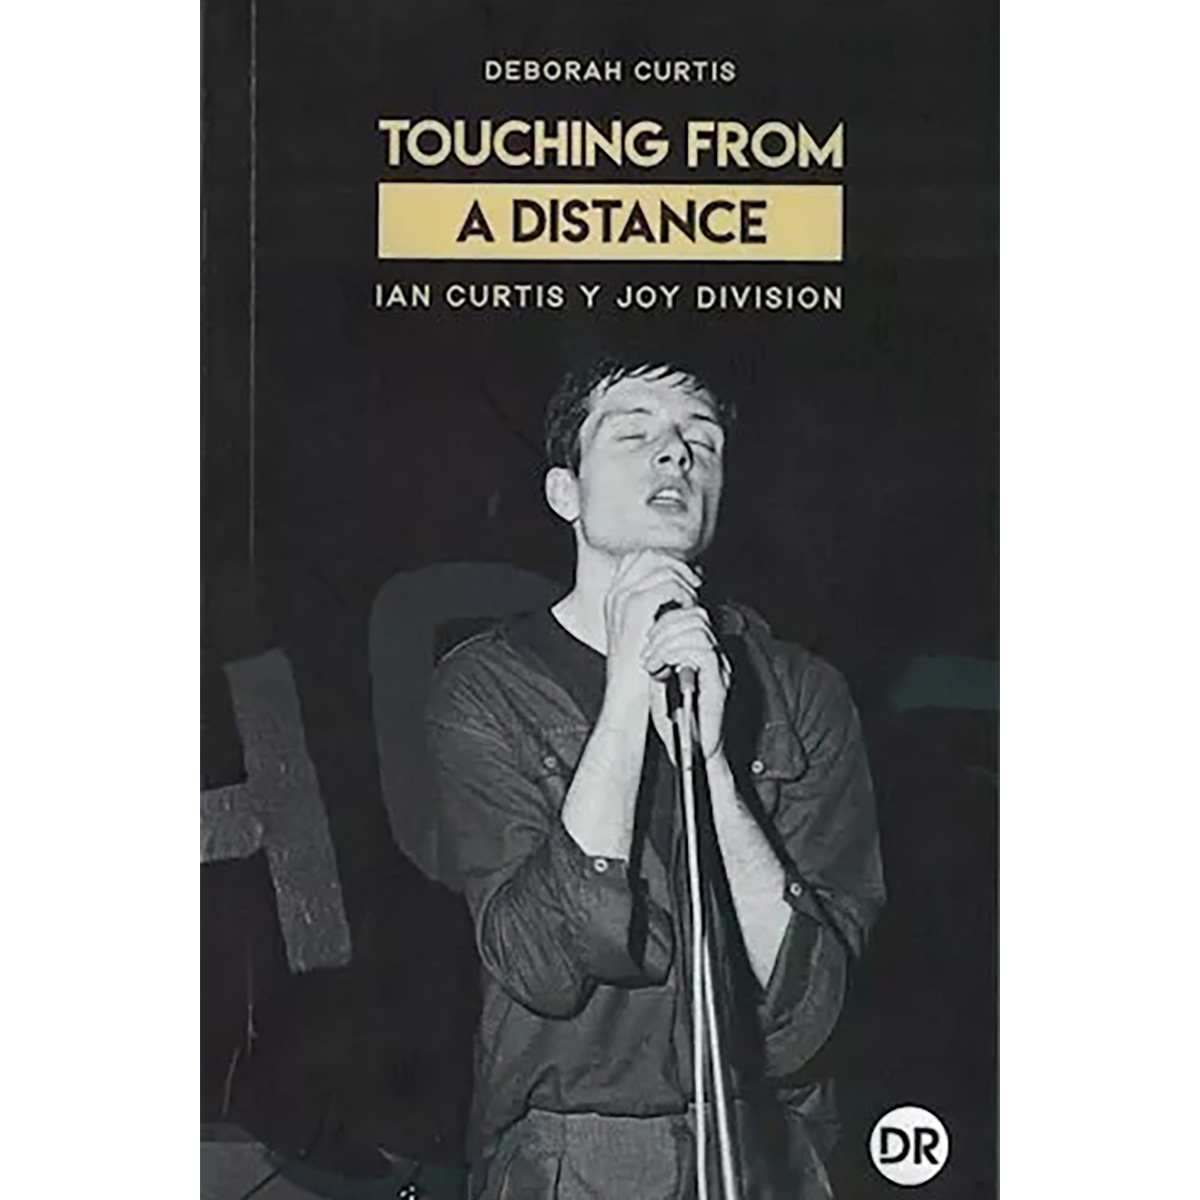 DEBORAH CURTIS
TOUCHING FROM
A DISTANCE
IAN CURTIS Y JOY DIVISION
H
DR